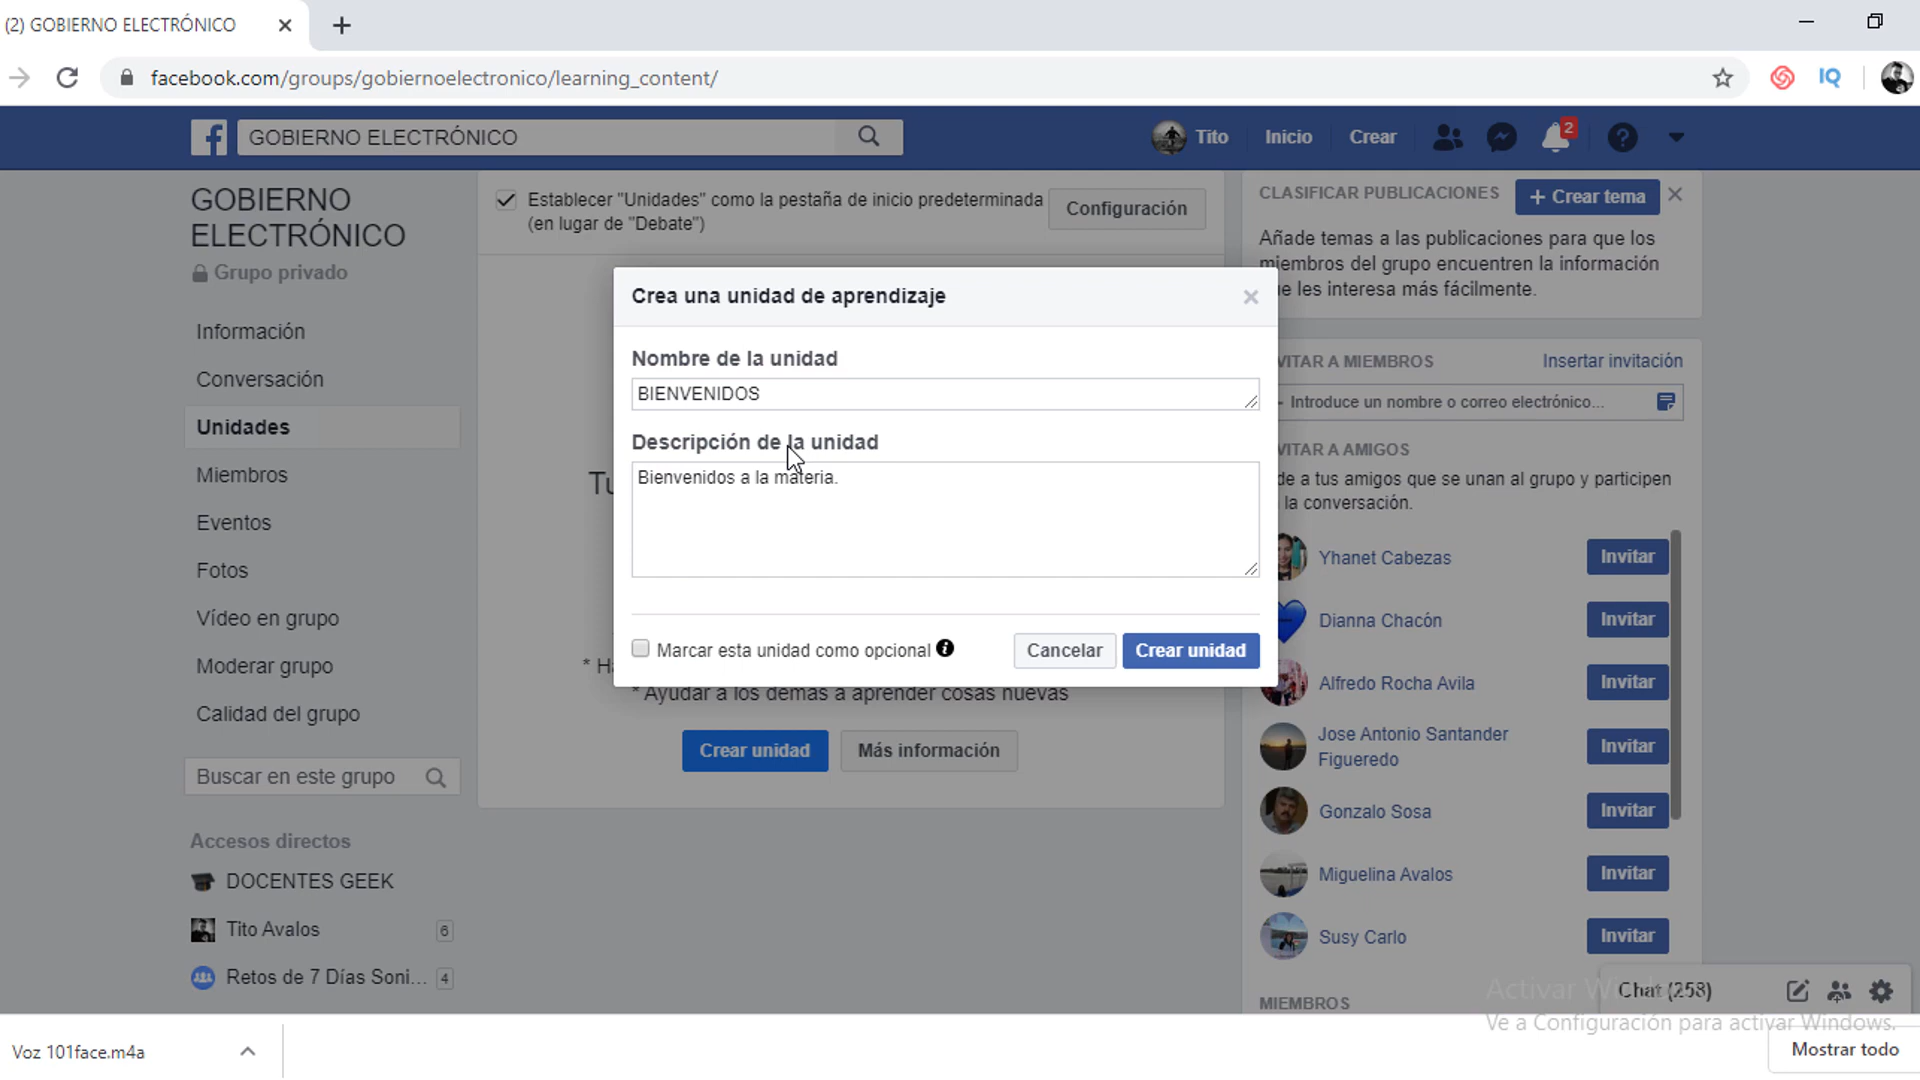 (2) GOBIERNO ELECTRÓNICO
facebook.com/groups/gobiernoelectronico/learning_content/
IQ
GOBIERNO ELECTRÓNICO
Tito
Inicio
Crear
2
GOBIERNO
ELECTRÓNICO
Grupo privado
Información
Conversación
Unidades
Miembros
Eventos
Fotos
Vídeo en grupo
Moderar grupo
Calidad del grupo
Buscar en este grupo
Accesos directos
DOCENTES GEEK
Tito Avalos 6
Retos de 7 Días Soni... 4
Establecer "Unidades" como la pestaña de inicio predeterminada
(en lugar de "Debate")
Configuración
Crea una unidad de aprendizaje
Nombre de la unidad
BIENVENIDOS
Descripción de la unidad
Bienvenidos a la materia.
Marcar esta unidad como opcional
Cancelar
Crear unidad
* Ayudar a los demás a aprender cosas nuevas
Crear unidad
Más información
CLASIFICAR PUBLICACIONES
+ Crear tema
Añade temas a las publicaciones para que los
miembros del grupo encuentren la información
les interesa más fácilmente.
A MIEMBROS
Insertar invitación
Introduce un nombre o correo electrónico...
A AMIGOS
de a tus amigos que se unan al grupo y participen
la conversación.
Yhanet Cabezas Invitar
Dianna Chacón Invitar
Alfredo Rocha Avila Invitar
Jose Antonio Santander
Figueredo
Invitar
Gonzalo Sosa Invitar
Miguelina Avalos Invitar
Susy Carlo Invitar
MIEMBROS
Chat (258)
Activar
Ve a Configuración para activar Windows.
Voz 101face.m4a
Mostrar todo